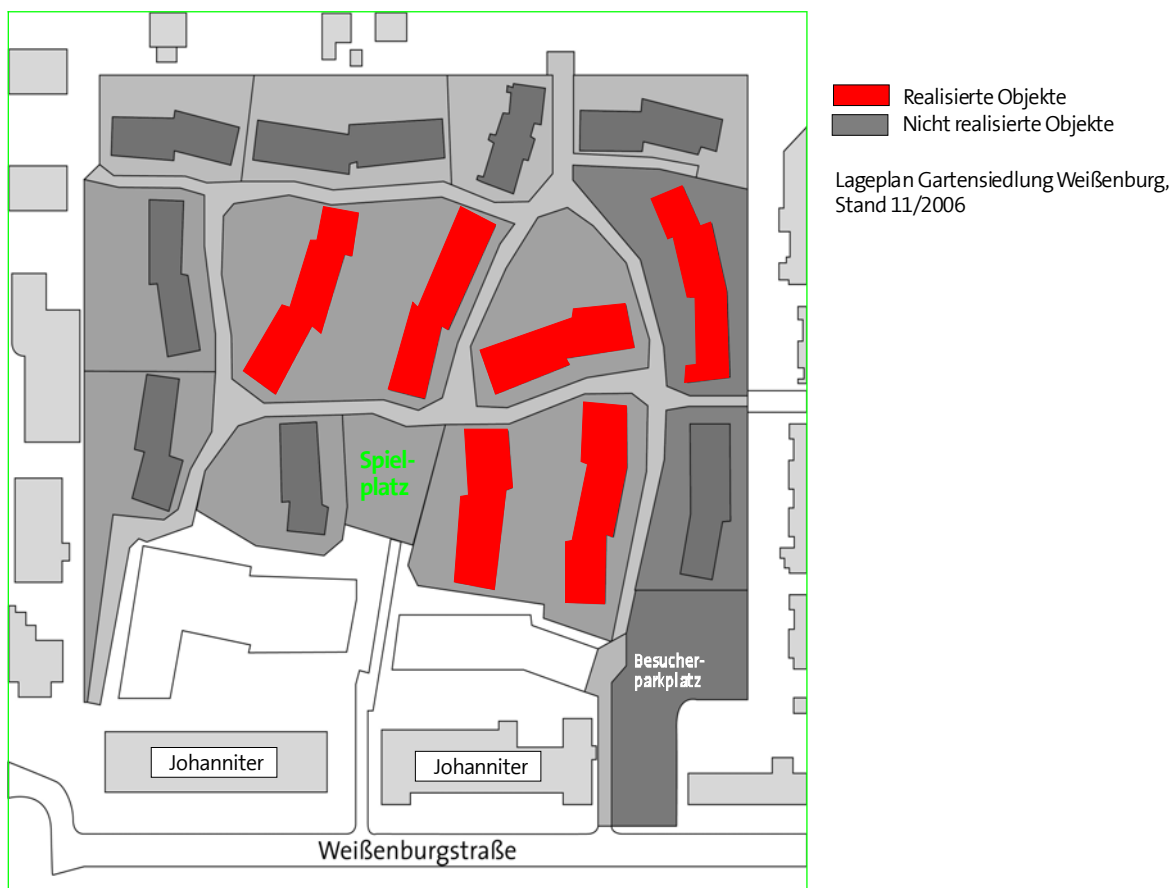 Realisierte Objekte
Nicht realisierte Objekte
Lageplan Gartensiedlung Weißenburg,
Stand 11/2006
Spiel-
platz
Besucher-
parkplatz
Johanniter
Johanniter
Weißenburgstraße